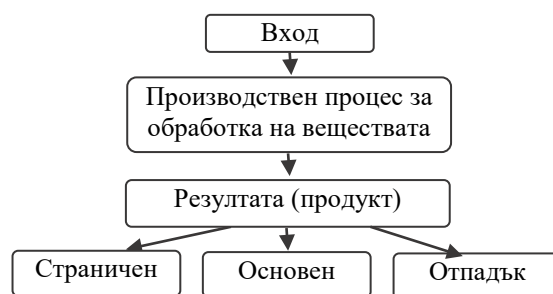 Вход
Производствен процес за
обработка на веществата
Резултата (продукт)
Страничен
Основен
Отпадък